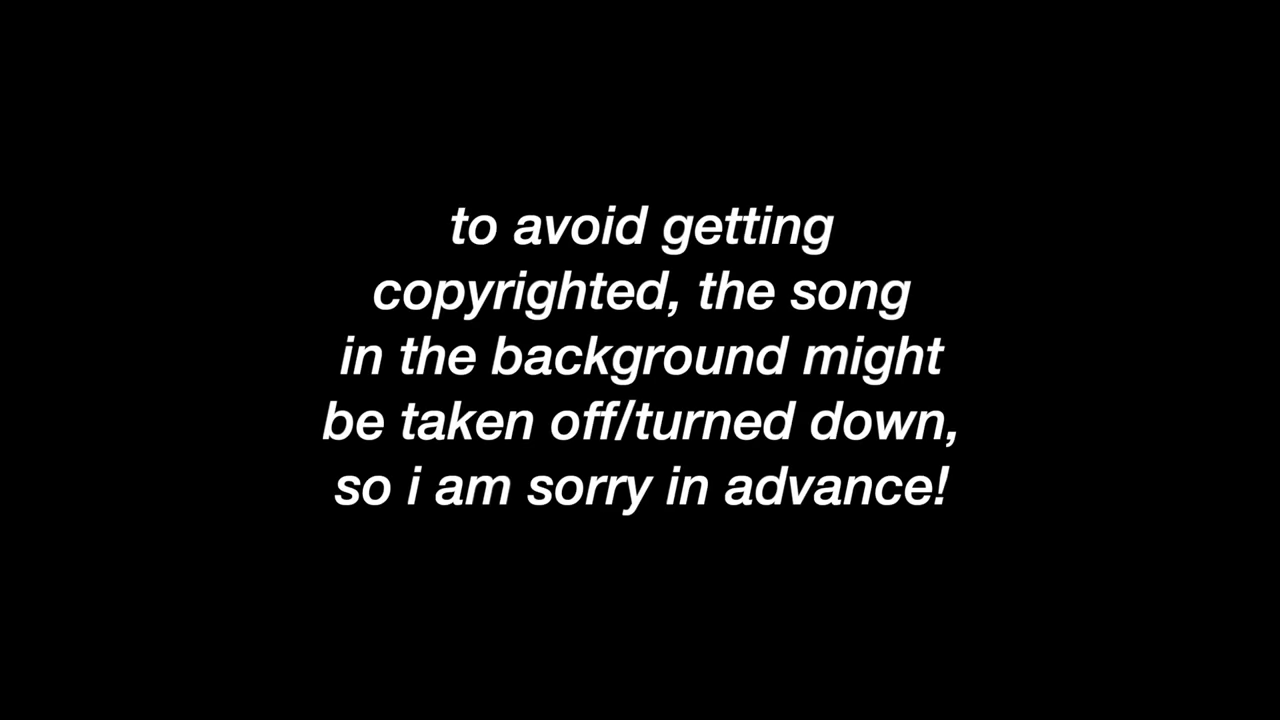 to avoid getting
copyrighted, the song
in the background might
be taken off/turned down,
so i am sorry in advance!